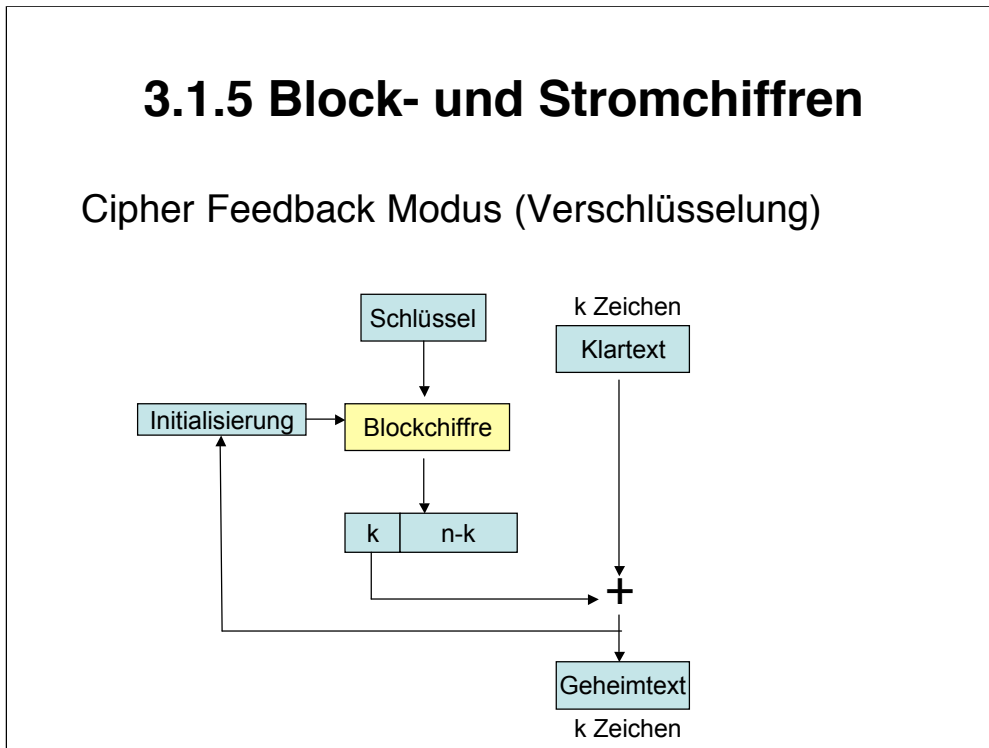 3.1.5 Block- und Stromchiffren
Cipher Feedback Modus (Verschlüsselung)
Schlüssel
k Zeichen
Klartext
Initialisierung
Blockchiffre
k
n-k
+
Geheimtext
k Zeichen